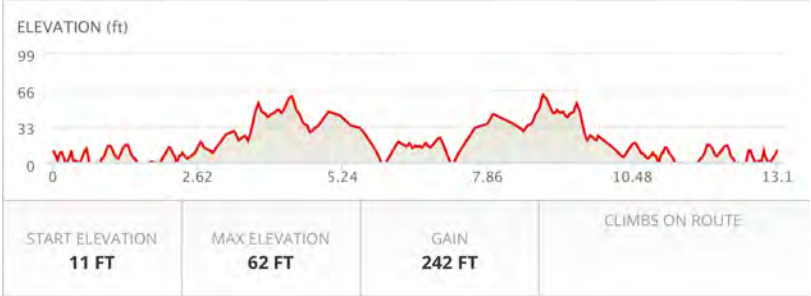 ELEVATION (ft)
99
66
33
0
0 2.62 5.24 7.86 10.48 13.1
START ELEVATION
11 FT
MAX ELEVATION
62 FT
GAIN
242 FT
CLIMBS ON ROUTE